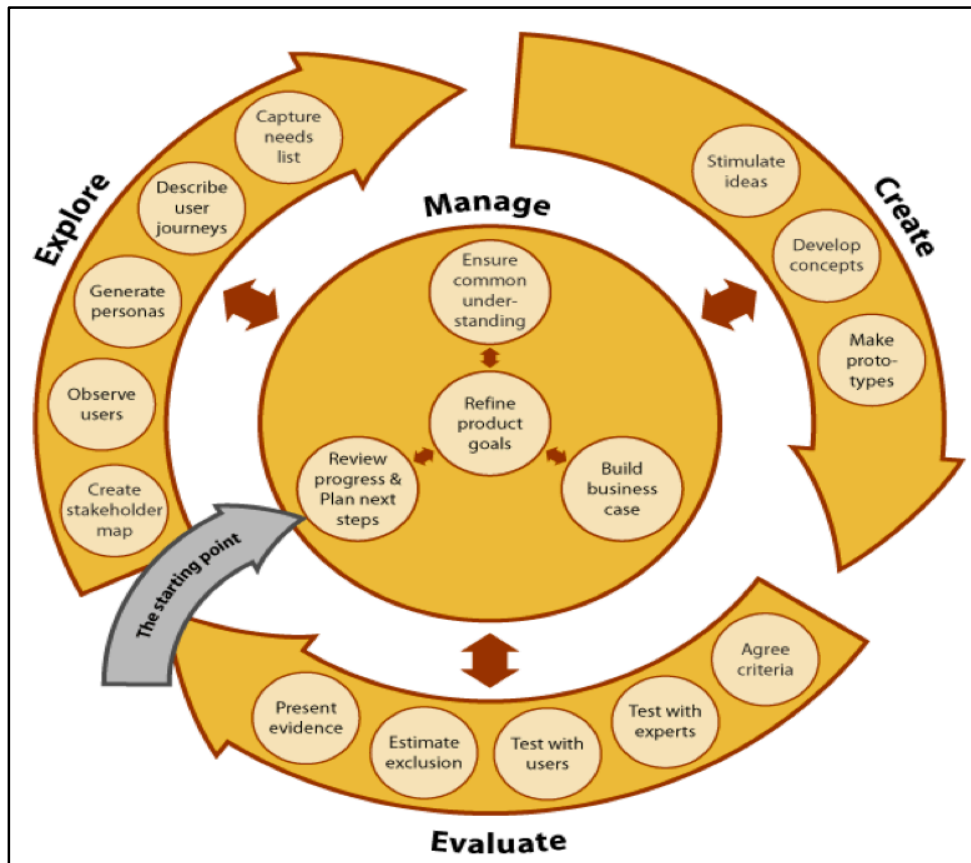 Explore
Capture
needs
list
Describe
user
journeys
Generate
personas
Observe
users
Create
stakeholder
map
Create
Stimulate
ideas
Develop
concepts
Make
proto-
types
Manage
Ensure
common
under-
standing
Refine
product
goals
Review
progress &
Plan next
steps
Build
business
case
The starting point
Agree
criteria
Test with
experts
Test with
users
Estimate
exclusion
Present
evidence
Evaluate